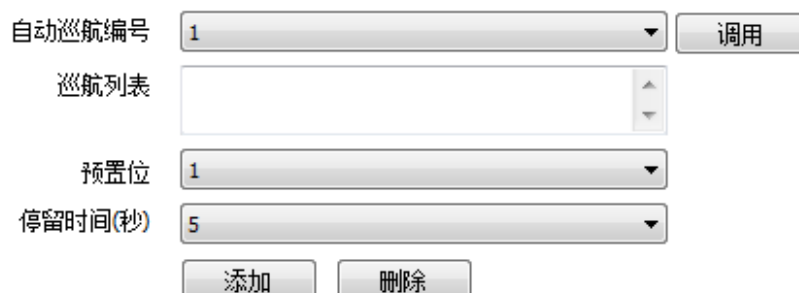 自动巡航编号 1 调用
巡航列表
预置位 1
停留时间(秒) 5
添加 删除